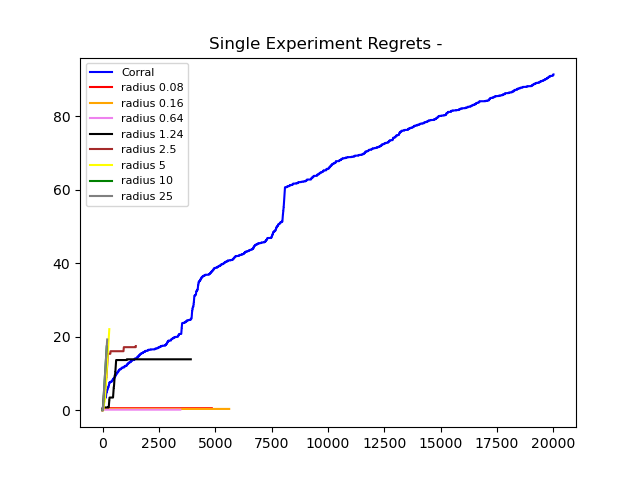 Single Experiment Regrets -
Corral
radius 0.08
radius 0.16
radius 0.64
radius 1.24
radius 2.5
radius 5
radius 10
radius 25
80
60
40
20
0
0 2500 5000 7500 10000 12500 15000 17500 20000